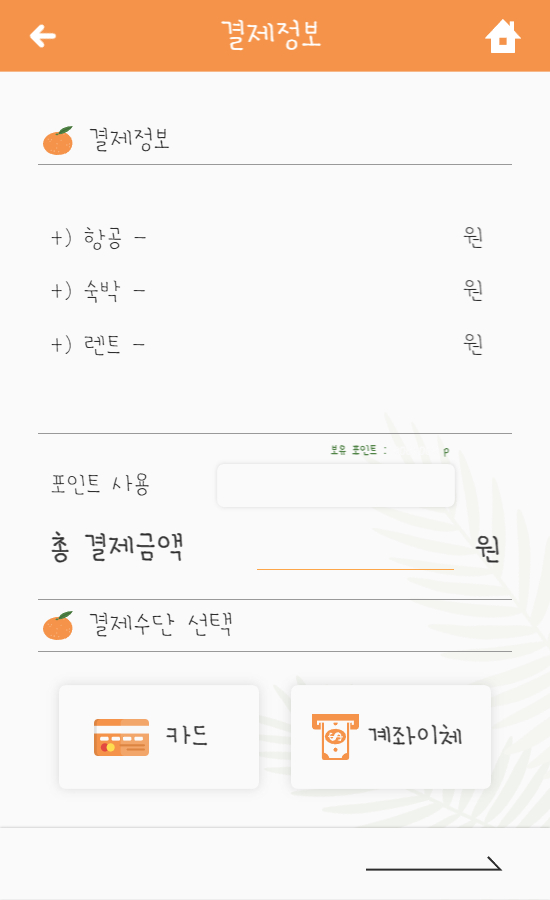 결제정보
결제정보
+) 항공 - 원
+) 숙박 - 원
+) 렌트 - 원
보유 포인트 : P
포인트 사용
총 결제금액 원
결제수단 선택
카드 계좌이체